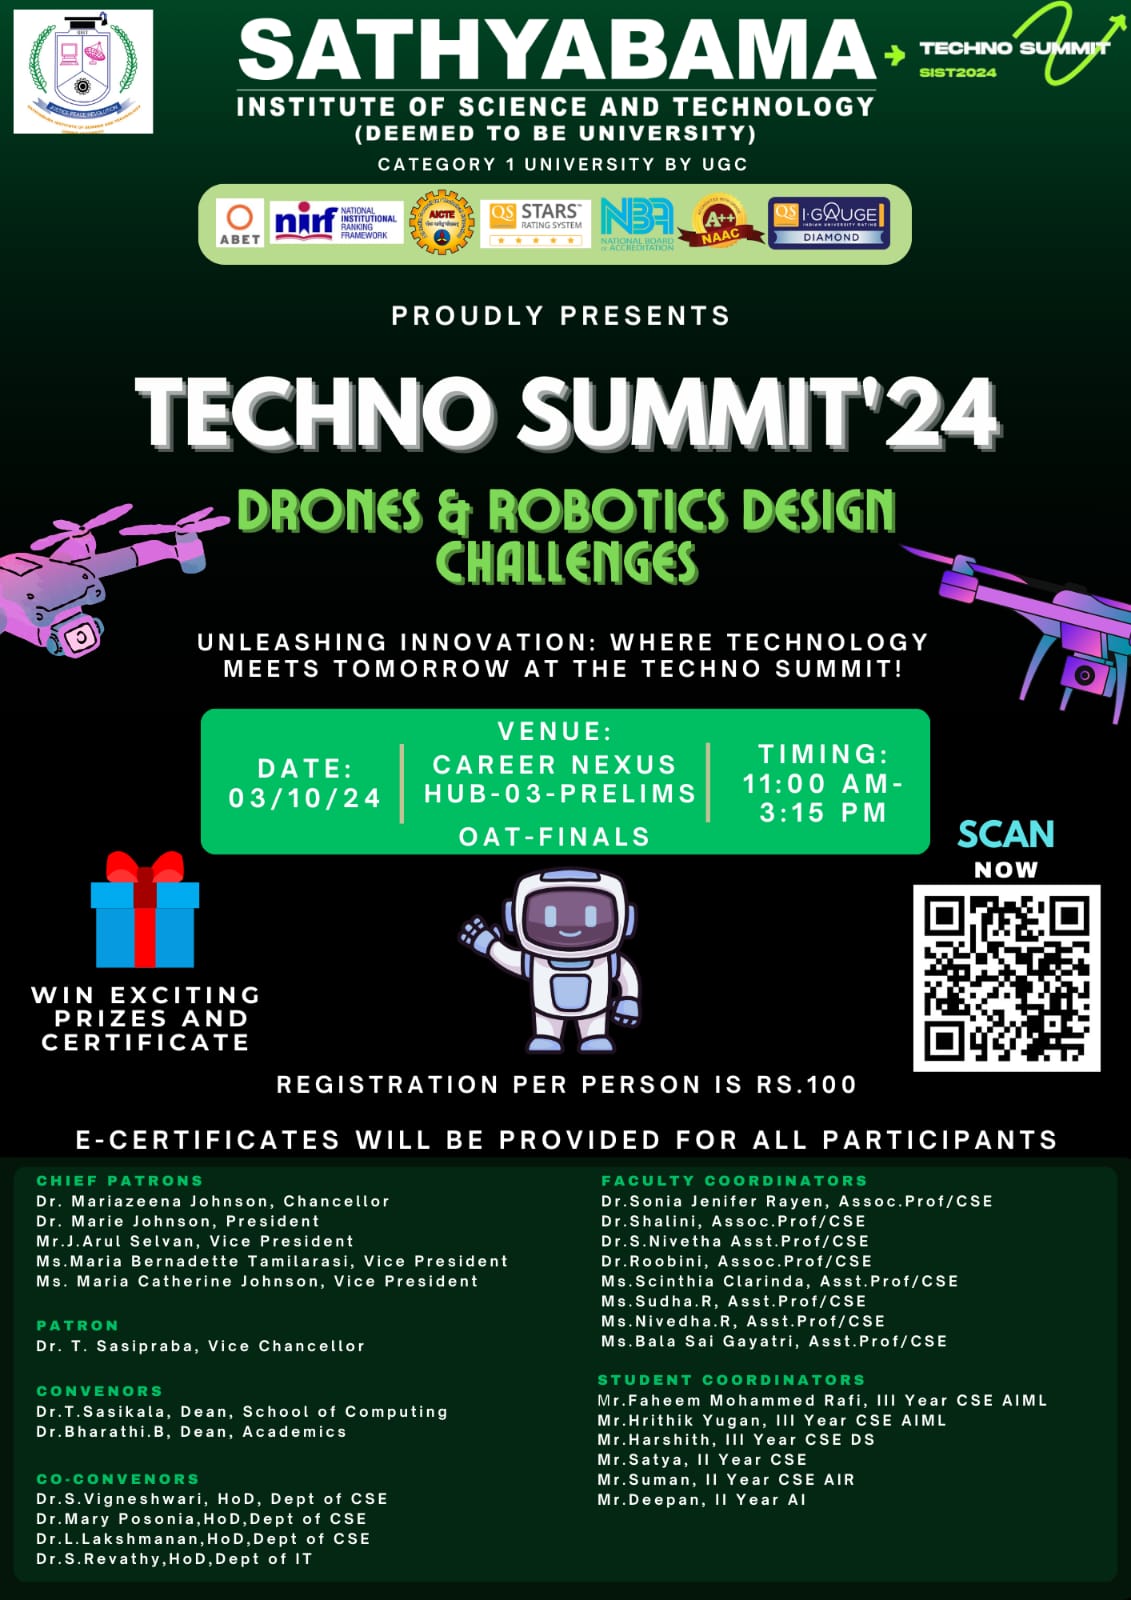 SATHYABAMA
INSTITUTE OF SCIENCE AND TECHNOLOGY
(DEEMED TO BE UNIVERSITY)
CATEGORY 1 UNIVERSITY BY UGC
TECHNO SUMMIT
SIST2024
JUSTICE PEACE REVOLUTION
ABET
nirf
NATIONAL
INSTITUTIONAL
RANKING
FRAMEWORK
AICTE
QS STARS™
RATING SYSTEM
NBA
NATIONAL BOARD
of ACCREDITATION
A++
NAAC
QS I·GAUGE
INDIAN UNIVERSITY RATING
DIAMOND
PROUDLY PRESENTS
TECHNO SUMMIT'24
DRONES & ROBOTICS DESIGN
CHALLENGES
UNLEASHING INNOVATION: WHERE TECHNOLOGY
MEETS TOMORROW AT THE TECHNO SUMMIT!
DATE:
03/10/24
VENUE:
CAREER NEXUS
HUB-03-PRELIMS
OAT-FINALS
TIMING:
11:00 AM-
3:15 PM
SCAN
NOW
WIN EXCITING
PRIZES AND
CERTIFICATE
REGISTRATION PER PERSON IS RS.100
E-CERTIFICATES WILL BE PROVIDED FOR ALL PARTICIPANTS
CHIEF PATRONS
Dr. Mariazeena Johnson, Chancellor
Dr. Marie Johnson, President
Mr.J.Arul Selvan, Vice President
Ms.Maria Bernadette Tamilarasi, Vice President
Ms. Maria Catherine Johnson, Vice President
PATRON
Dr. T. Sasipraba, Vice Chancellor
CONVENORS
Dr.T.Sasikala, Dean, School of Computing
Dr.Bharathi.B, Dean, Academics
CO-CONVENORS
Dr.S.Vigneshwari, HoD, Dept of CSE
Dr.Mary Posonia,HoD,Dept of CSE
Dr.L.Lakshmanan,HoD,Dept of CSE
Dr.S.Revathy,HoD,Dept of IT
FACULTY COORDINATORS
Dr.Sonia Jenifer Rayen, Assoc.Prof/CSE
Dr.Shalini, Assoc.Prof/CSE
Dr.S.Nivetha Asst.Prof/CSE
Dr.Roobini, Assoc.Prof/CSE
Ms.Scinthia Clarinda, Asst.Prof/CSE
Ms.Sudha.R, Asst.Prof/CSE
Ms.Nivedha.R, Asst.Prof/CSE
Ms.Bala Sai Gayatri, Asst.Prof/CSE
STUDENT COORDINATORS
Mr.Faheem Mohammed Rafi, III Year CSE AIML
Mr.Hrithik Yugan, III Year CSE AIML
Mr.Harshith, III Year CSE DS
Mr.Satya, II Year CSE
Mr.Suman, II Year CSE AIR
Mr.Deepan, II Year AI